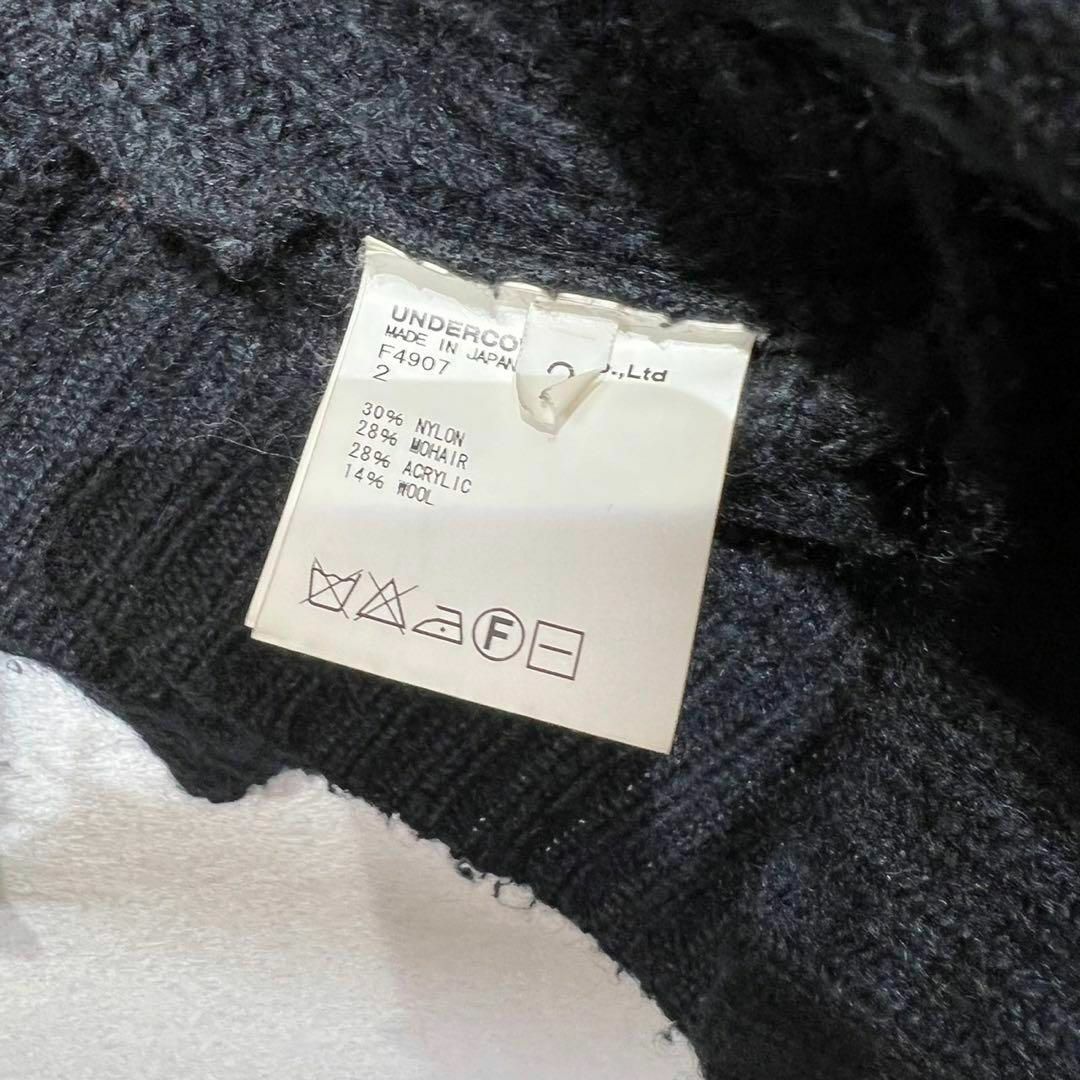 UNDERCO
MADE IN JAPAN
F4907
2
.,Ltd
30% NYLON
28% MOHAIR
28% ACRYLIC
14% WOOL
F